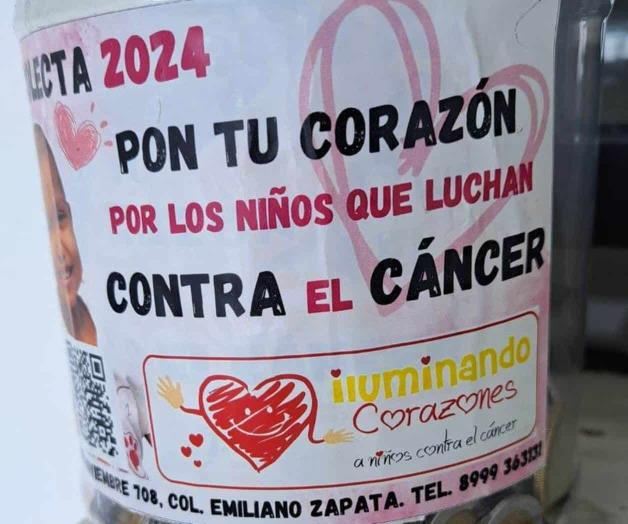 LECTA 2024
PON TU CORAZÓN
POR LOS NIÑOS QUE LUCHAN
CONTRA EL CÁNCER
iluminando
Corazones
a niños contra el cáncer
IEMBRE 708, COL. EMILIANO ZAPATA. TEL. 8999 363131